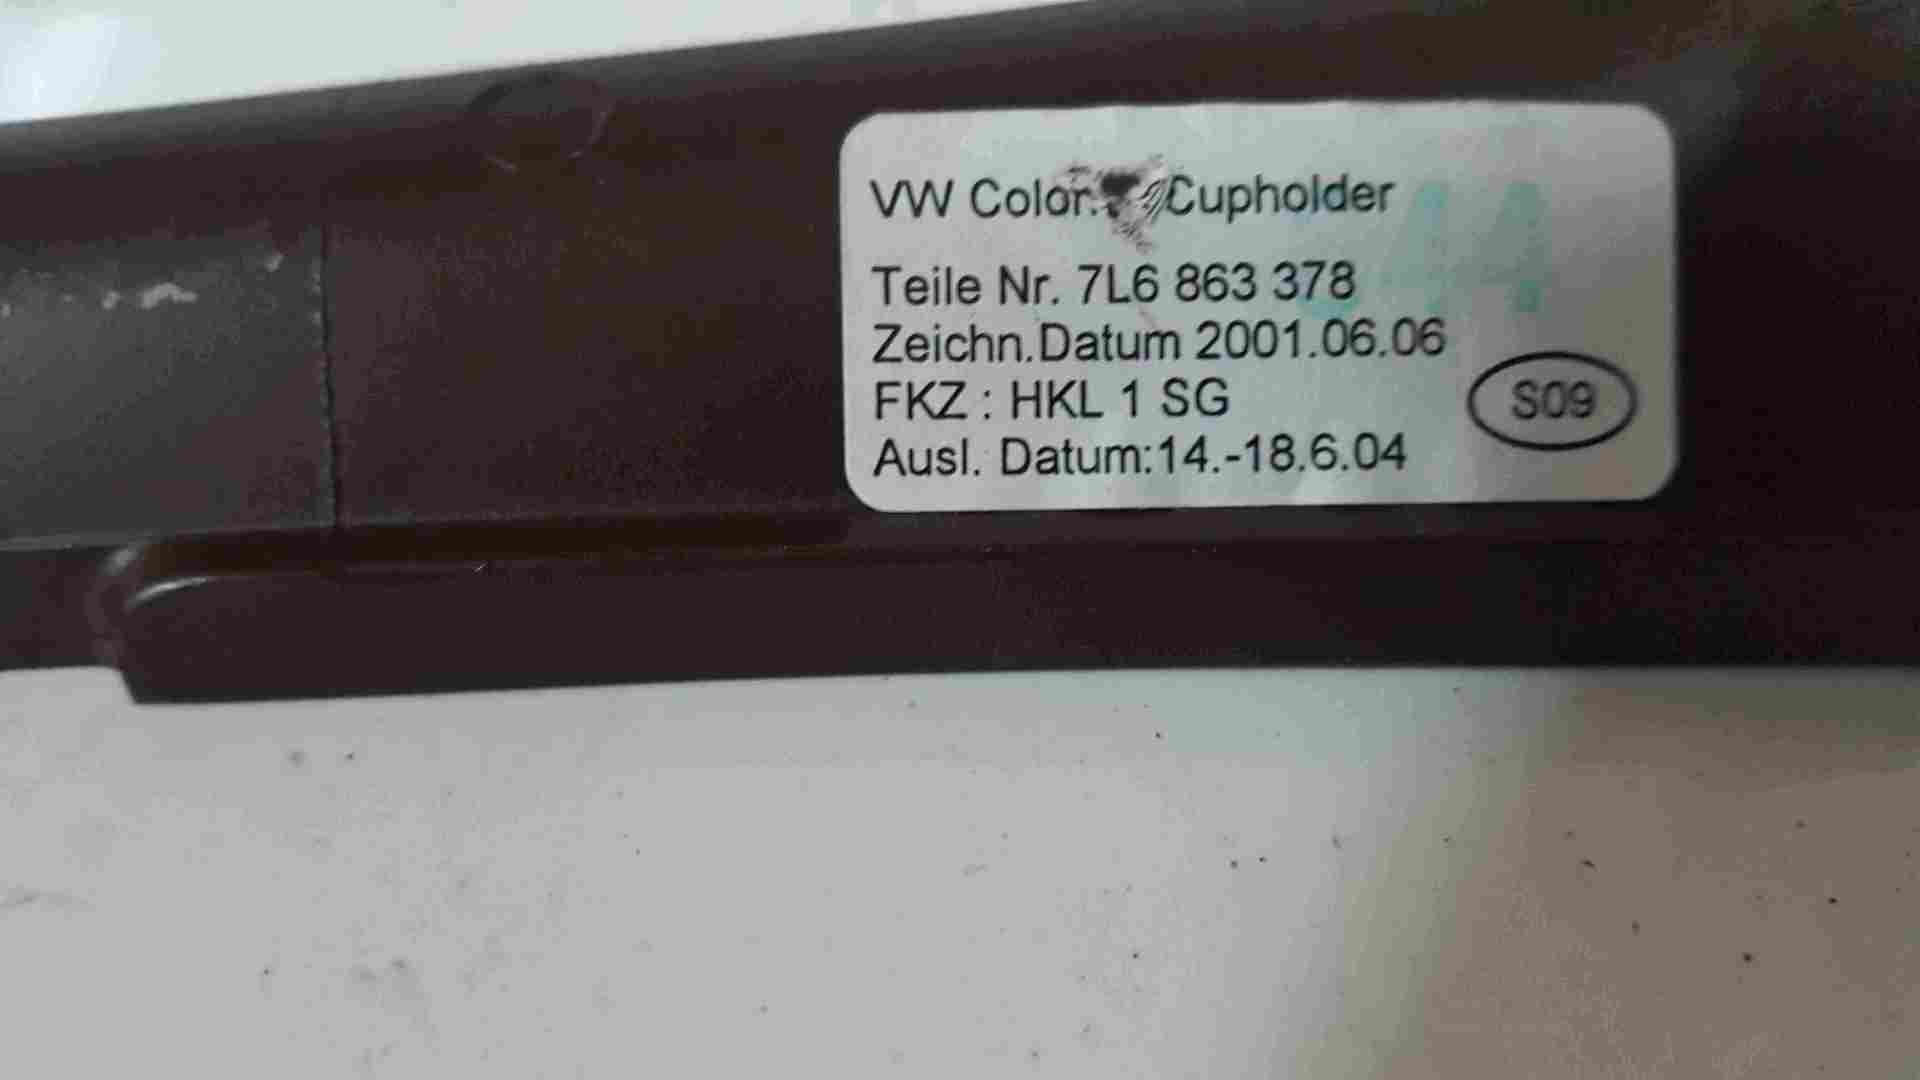 VW Color. Cupholder
Teile Nr. 7L6 863 378
Zeichn.Datum 2001.06.06
FKZ : HKL 1 SG
S09
Ausl. Datum:14.-18.6.04